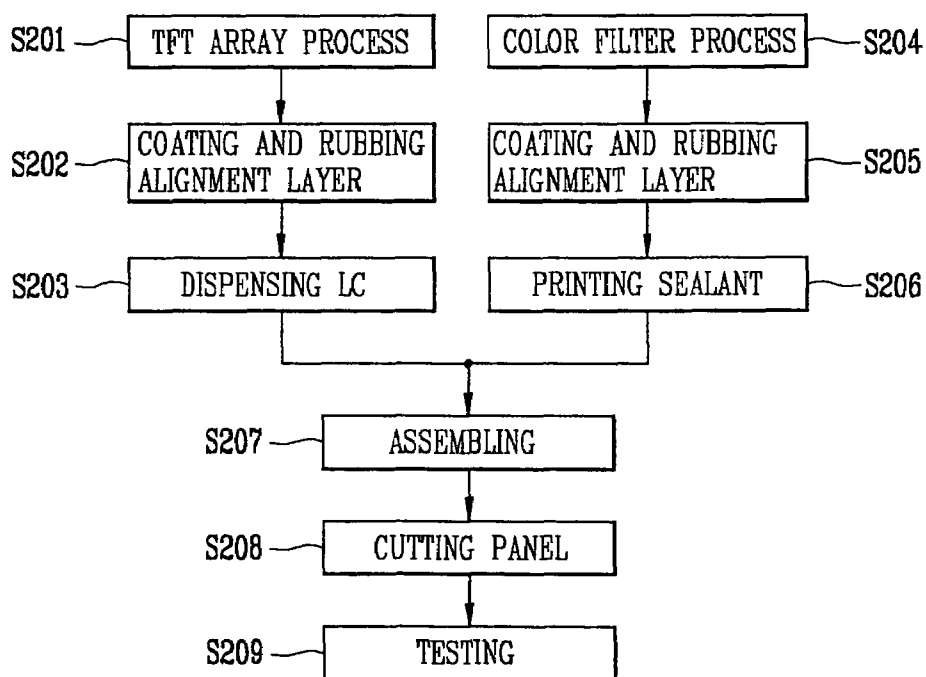 S201
TFT ARRAY PROCESS
COLOR FILTER PROCESS
S204
S202
COATING AND RUBBING
ALIGNMENT LAYER
COATING AND RUBBING
ALIGNMENT LAYER
S205
S203
DISPENSING LC
PRINTING SEALANT
S206
S207
ASSEMBLING
S208
CUTTING PANEL
S209
TESTING